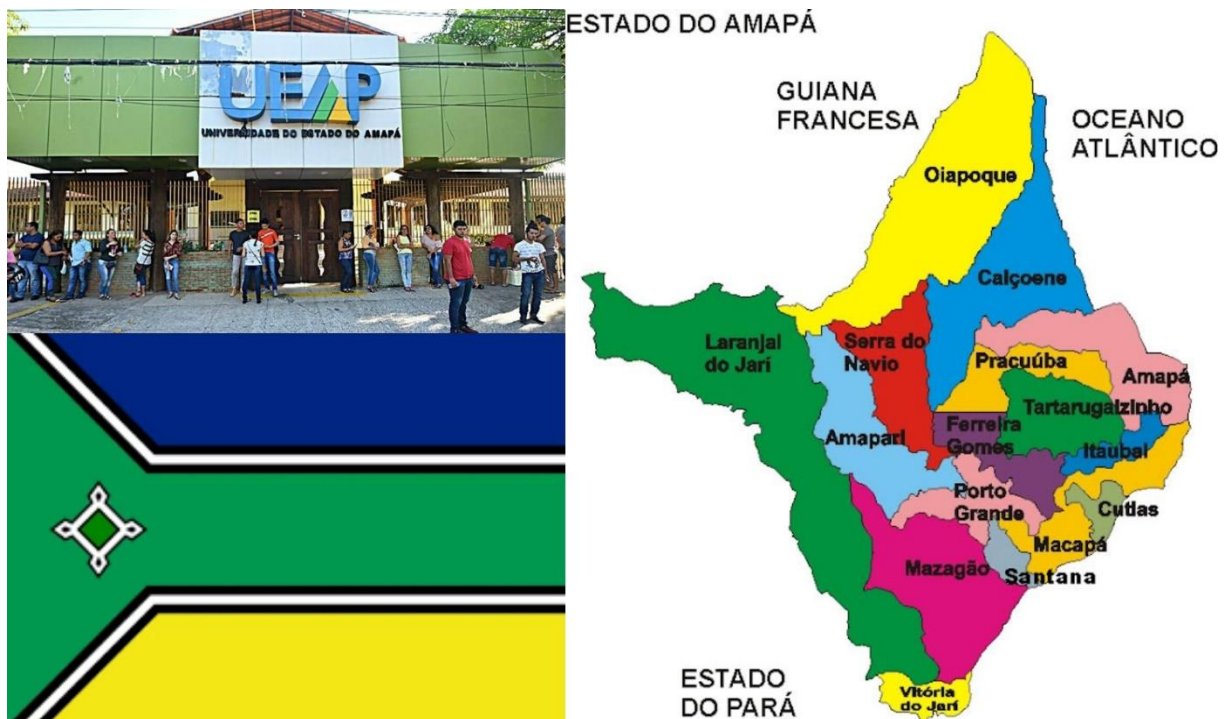 UEAP
UNIVERSIDADE DO ESTADO DO AMAPÁ
ESTADO DO AMAPÁ
GUIANA
FRANCESA
OCEANO
ATLÂNTICO
Oiapoque
Calçoene
Laranjal
do Jarí
Serra do
Navio
Pracuúba
Amapá
Tartarugalzinho
Amapari
Ferreira
Gomes
Itaubal
Porto
Grande
Cutias
Macapá
Mazagão
Santana
ESTADO
DO PARÁ
Vitória
do Jarí